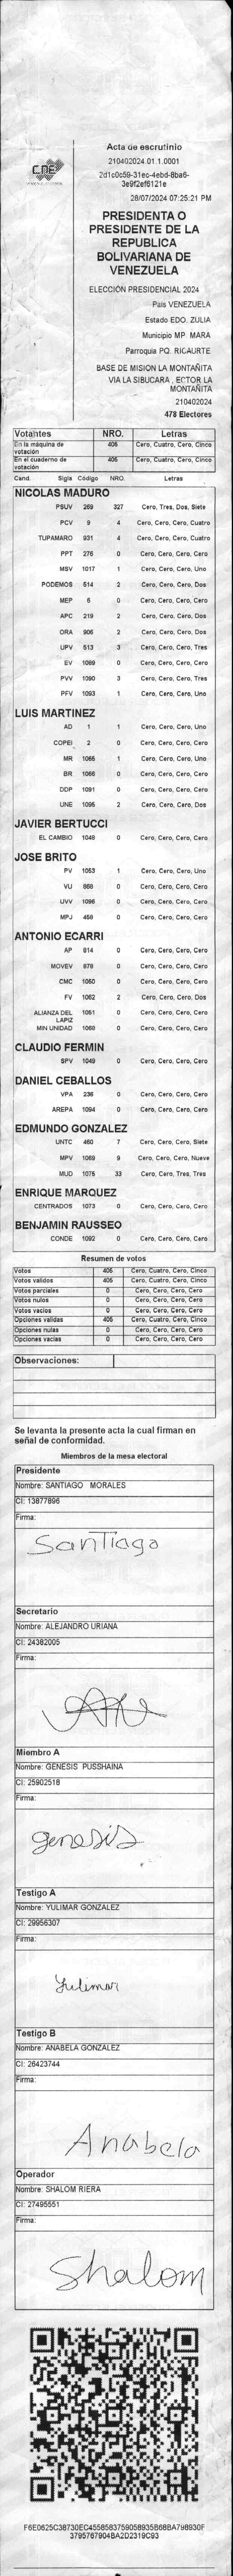 Acta de escrutinio
210402024.01.1.0001
2d1c0c59-31ec-4ebd-8ba6-
3e9f2ef6121e
28/07/2024 07:25:21 PM
CNE
PRESIDENTA O
PRESIDENTE DE LA
REPUBLICA
BOLIVARIANA DE
VENEZUELA
ELECCIÓN PRESIDENCIAL 2024
País VENEZUELA
Estado EDO. ZULIA
Municipio MP. MARA
Parroquia PQ. RICAURTE
BASE DE MISION LA MONTAÑITA
VIA LA SIBUCARA , ECTOR LA
MONTAÑITA
210402024
478 Electores
Votantes NRO. Letras
En la máquina de votación 405 Cero, Cuatro, Cero, Cinco
En el cuaderno de votación 405 Cero, Cuatro, Cero, Cinco
Cand. Sigla Código NRO. Letras
NICOLAS MADURO
PSUV 269 327 Cero, Tres, Dos, Siete
PCV 9 4 Cero, Cero, Cero, Cuatro
TUPAMARO 931 4 Cero, Cero, Cero, Cuatro
PPT 276 0 Cero, Cero, Cero, Cero
MSV 1017 1 Cero, Cero, Cero, Uno
PODEMOS 514 2 Cero, Cero, Cero, Dos
MEP 6 0 Cero, Cero, Cero, Cero
APC 219 2 Cero, Cero, Cero, Dos
ORA 906 2 Cero, Cero, Cero, Dos
UPV 513 3 Cero, Cero, Cero, Tres
EV 1089 0 Cero, Cero, Cero, Cero
PVV 1090 3 Cero, Cero, Cero, Tres
PFV 1093 1 Cero, Cero, Cero, Uno
LUIS MARTINEZ
AD 1 1 Cero, Cero, Cero, Uno
COPEI 2 0 Cero, Cero, Cero, Cero
MR 1065 1 Cero, Cero, Cero, Uno
BR 1066 0 Cero, Cero, Cero, Cero
DDP 1091 0 Cero, Cero, Cero, Cero
UNE 1095 2 Cero, Cero, Cero, Dos
JAVIER BERTUCCI
EL CAMBIO 1048 0 Cero, Cero, Cero, Cero
JOSE BRITO
PV 1053 1 Cero, Cero, Cero, Uno
VU 868 0 Cero, Cero, Cero, Cero
UVV 1096 0 Cero, Cero, Cero, Cero
MPJ 458 0 Cero, Cero, Cero, Cero
ANTONIO ECARRI
AP 814 0 Cero, Cero, Cero, Cero
MOVEV 878 0 Cero, Cero, Cero, Cero
CMC 1050 0 Cero, Cero, Cero, Cero
FV 1062 2 Cero, Cero, Cero, Dos
ALIANZA DEL LAPIZ 1051 0 Cero, Cero, Cero, Cero
MIN UNIDAD 1068 0 Cero, Cero, Cero, Cero
CLAUDIO FERMIN
SPV 1049 0 Cero, Cero, Cero, Cero
DANIEL CEBALLOS
VPA 236 0 Cero, Cero, Cero, Cero
AREPA 1094 0 Cero, Cero, Cero, Cero
EDMUNDO GONZALEZ
UNTC 460 7 Cero, Cero, Cero, Siete
MPV 1069 9 Cero, Cero, Cero, Nueve
MUD 1075 33 Cero, Cero, Tres, Tres
ENRIQUE MARQUEZ
CENTRADOS 1073 0 Cero, Cero, Cero, Cero
BENJAMIN RAUSSEO
CONDE 1092 0 Cero, Cero, Cero, Cero
Resumen de votos
Votos 405 Cero, Cuatro, Cero, Cinco
Votos validos 405 Cero, Cuatro, Cero, Cinco
Votos parciales 0 Cero, Cero, Cero, Cero
Votos nulos 0 Cero, Cero, Cero, Cero
Votos vacíos 0 Cero, Cero, Cero, Cero
Opciones validas 405 Cero, Cuatro, Cero, Cinco
Opciones nulas 0 Cero, Cero, Cero, Cero
Opciones vacías 0 Cero, Cero, Cero, Cero
Observaciones:
Se levanta la presente acta la cual firman en
señal de conformidad.
Miembros de la mesa electoral
Presidente
Nombre: SANTIAGO MORALES
CI: 13877896
Firma:
Santiago
Secretario
Nombre: ALEJANDRO URIANA
CI: 24382005
Firma:
Miembro A
Nombre: GENESIS PUSSHAINA
CI: 25902518
Firma:
genesis
Testigo A
Nombre: YULIMAR GONZALEZ
CI: 29956307
Firma:
Yulimar
Testigo B
Nombre: ANABELA GONZALEZ
CI: 26423744
Firma:
Anabela
Operador
Nombre: SHALOM RIERA
CI: 27495551
Firma:
Shalom
F6E0625C38730EC4558583759058935B68BA798930F
3795767904BA2D2319C93